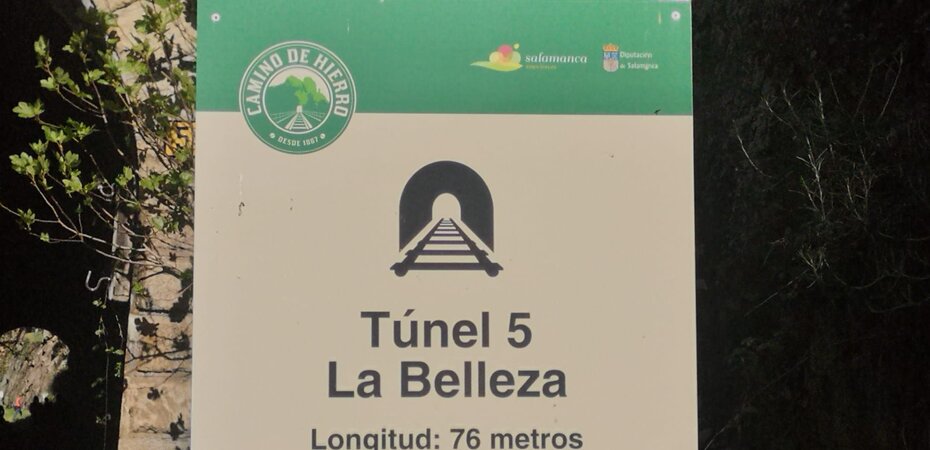 CAMINO DE HIERRO
DESDE 1887
salamanca
Diputación
de Salamanca
Túnel 5
La Belleza
Longitud: 76 metros